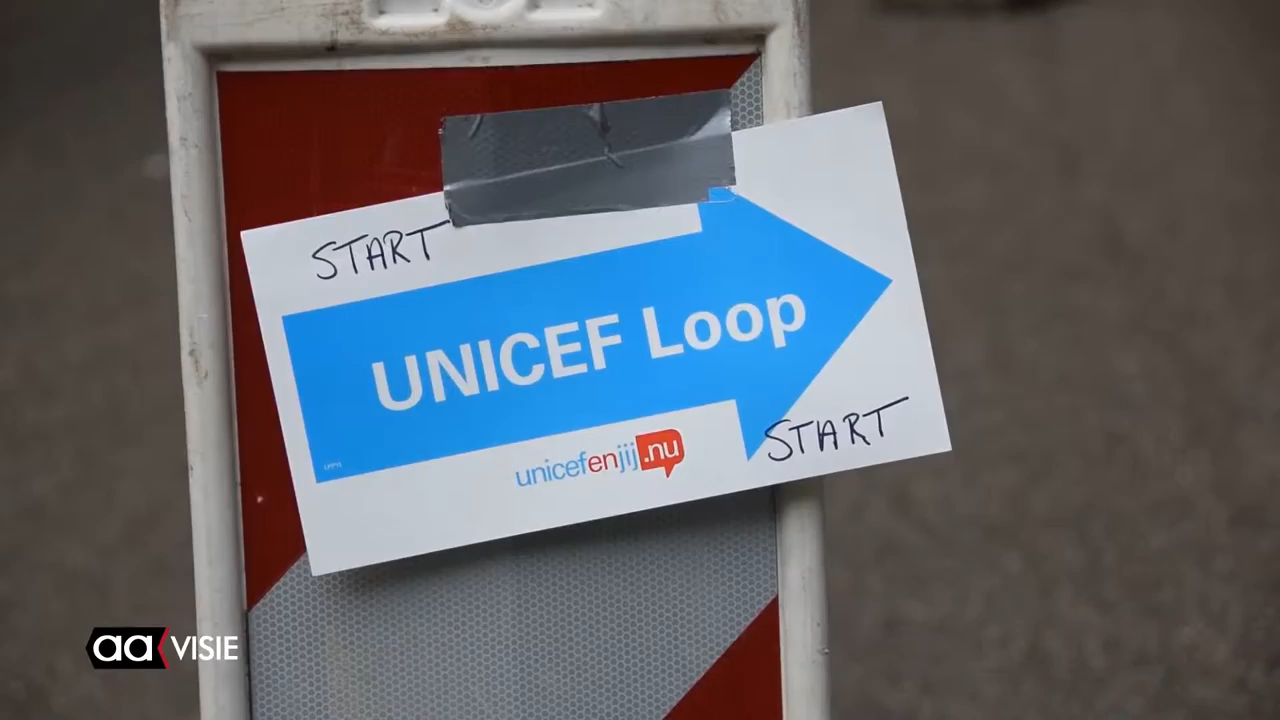 START
UNICEF Loop
START
unicefenjij.nu
aa VISIE